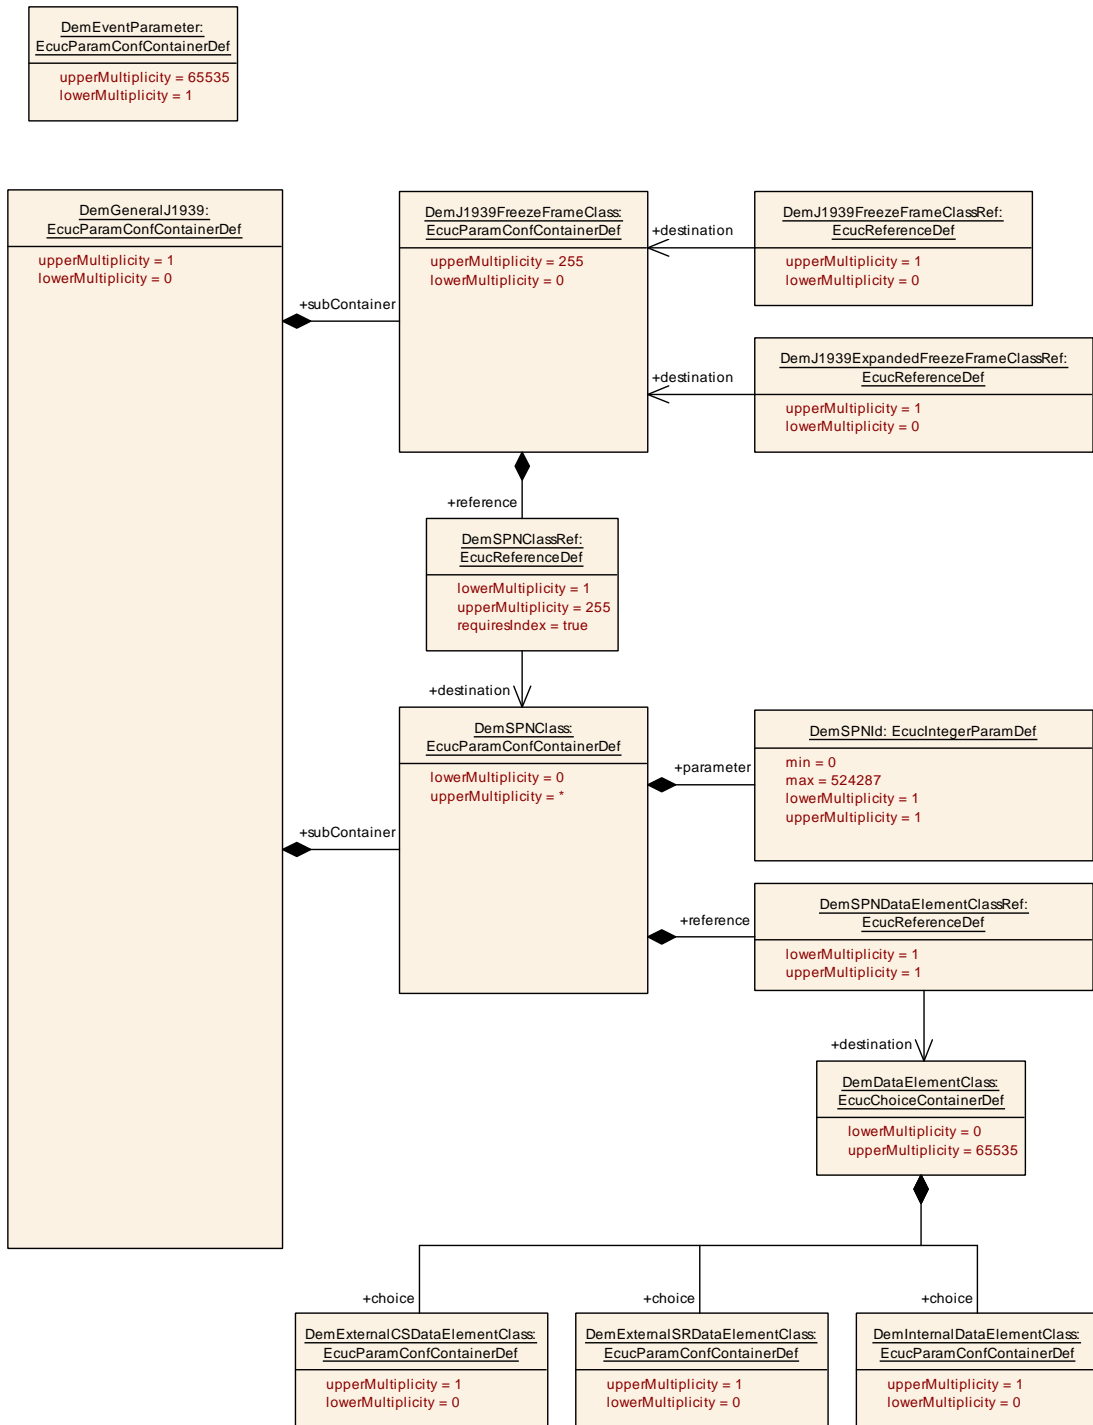 DemEventParameter:
EcucParamConfContainerDef
upperMultiplicity = 65535
lowerMultiplicity = 1
DemGeneralJ1939:
EcucParamConfContainerDef
upperMultiplicity = 1
lowerMultiplicity = 0
DemJ1939FreezeFrameClass:
EcucParamConfContainerDef
upperMultiplicity = 255
lowerMultiplicity = 0
DemJ1939FreezeFrameClassRef:
EcucReferenceDef
upperMultiplicity = 1
lowerMultiplicity = 0
+destination
+subContainer
DemJ1939ExpandedFreezeFrameClassRef:
EcucReferenceDef
upperMultiplicity = 1
lowerMultiplicity = 0
+destination
+reference
DemSPNClassRef:
EcucReferenceDef
lowerMultiplicity = 1
upperMultiplicity = 255
requiresIndex = true
+destination
DemSPNClass:
EcucParamConfContainerDef
lowerMultiplicity = 0
upperMultiplicity = *
+parameter
DemSPNId: EcucIntegerParamDef
min = 0
max = 524287
lowerMultiplicity = 1
upperMultiplicity = 1
+subContainer
+reference
DemSPNDataElementClassRef:
EcucReferenceDef
lowerMultiplicity = 1
upperMultiplicity = 1
+destination
DemDataElementClass:
EcucChoiceContainerDef
lowerMultiplicity = 0
upperMultiplicity = 65535
+choice
+choice
+choice
DemExternalCSDataElementClass:
EcucParamConfContainerDef
upperMultiplicity = 1
lowerMultiplicity = 0
DemExternalSRDataElementClass:
EcucParamConfContainerDef
upperMultiplicity = 1
lowerMultiplicity = 0
DemInternalDataElementClass:
EcucParamConfContainerDef
upperMultiplicity = 1
lowerMultiplicity = 0